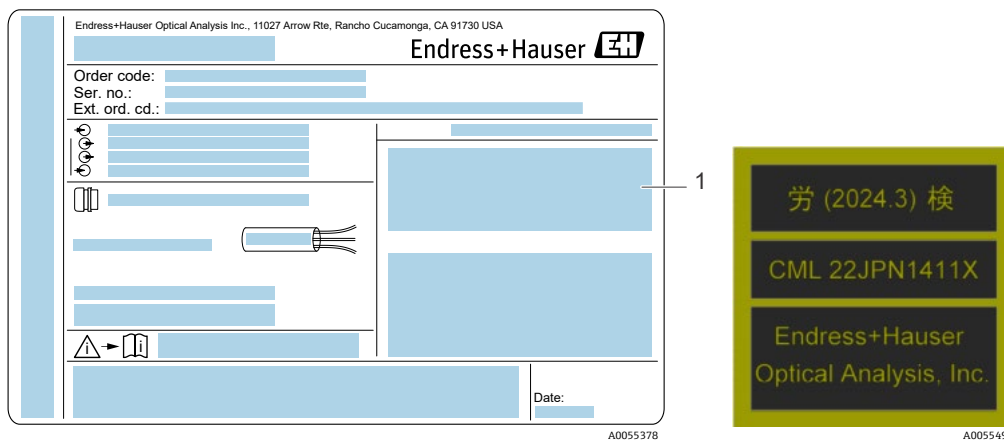 Endress+Hauser Optical Analysis Inc., 11027 Arrow Rte, Rancho Cucamonga, CA 91730 USA
Endress+Hauser EH
Order code:
Ser. no.:
Ext. ord. cd.:
1
i
i
Date:
A0055378
労 (2024.3) 検
CML 22JPN1411X
Endress+Hauser
Optical Analysis, Inc.